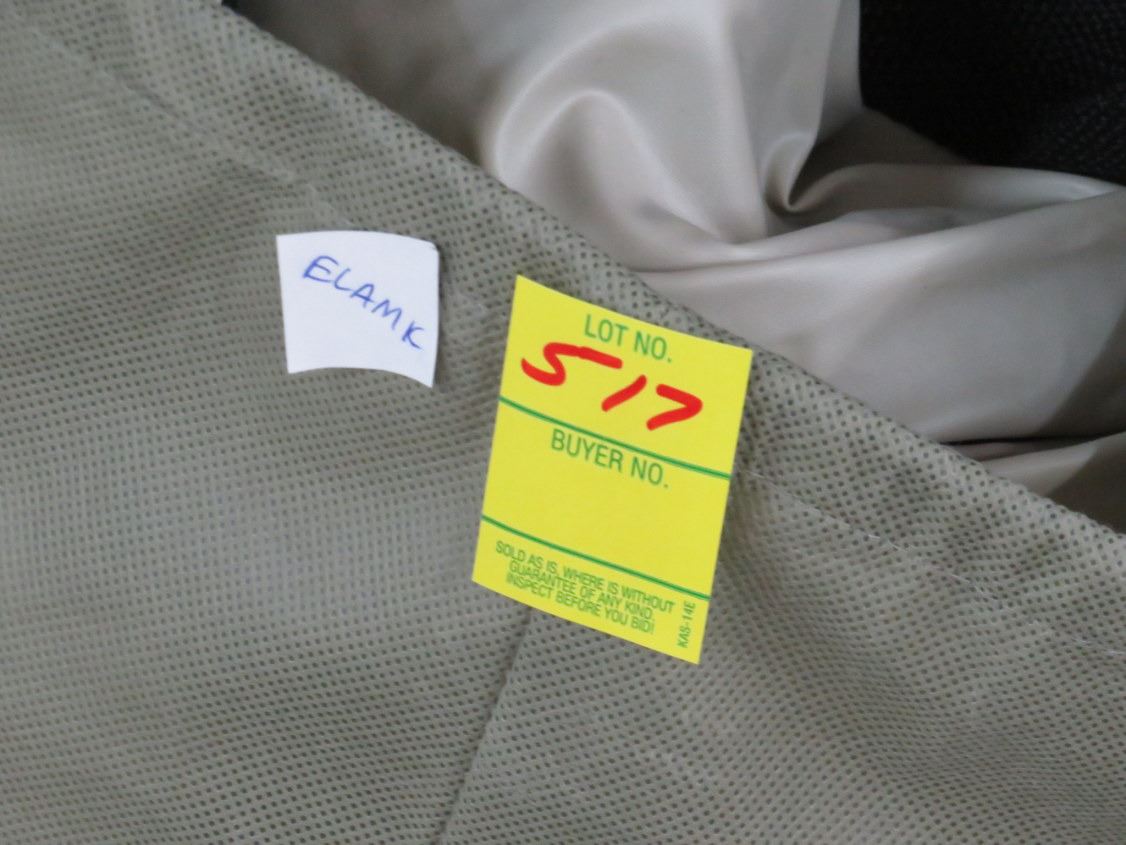 ELAMK
LOT NO.
517
BUYER NO.
SOLD AS IS, WHERE IS WITHOUT
GUARANTEE OF ANY KIND,
INSPECT BEFORE YOU BID!
KAS-14E